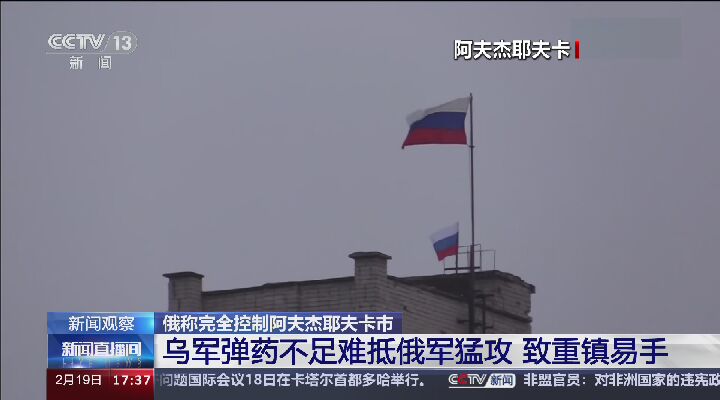 CCTV 13
新闻
阿夫杰耶夫卡
新闻观察
俄称完全控制阿夫杰耶夫卡市
新闻直播间
乌军弹药不足难抵俄军猛攻 致重镇易手
2月19日 17:37 问题国际会议18日在卡塔尔首都多哈举行。 CCTV 新闻 非盟官员：对非洲国家的违宪政